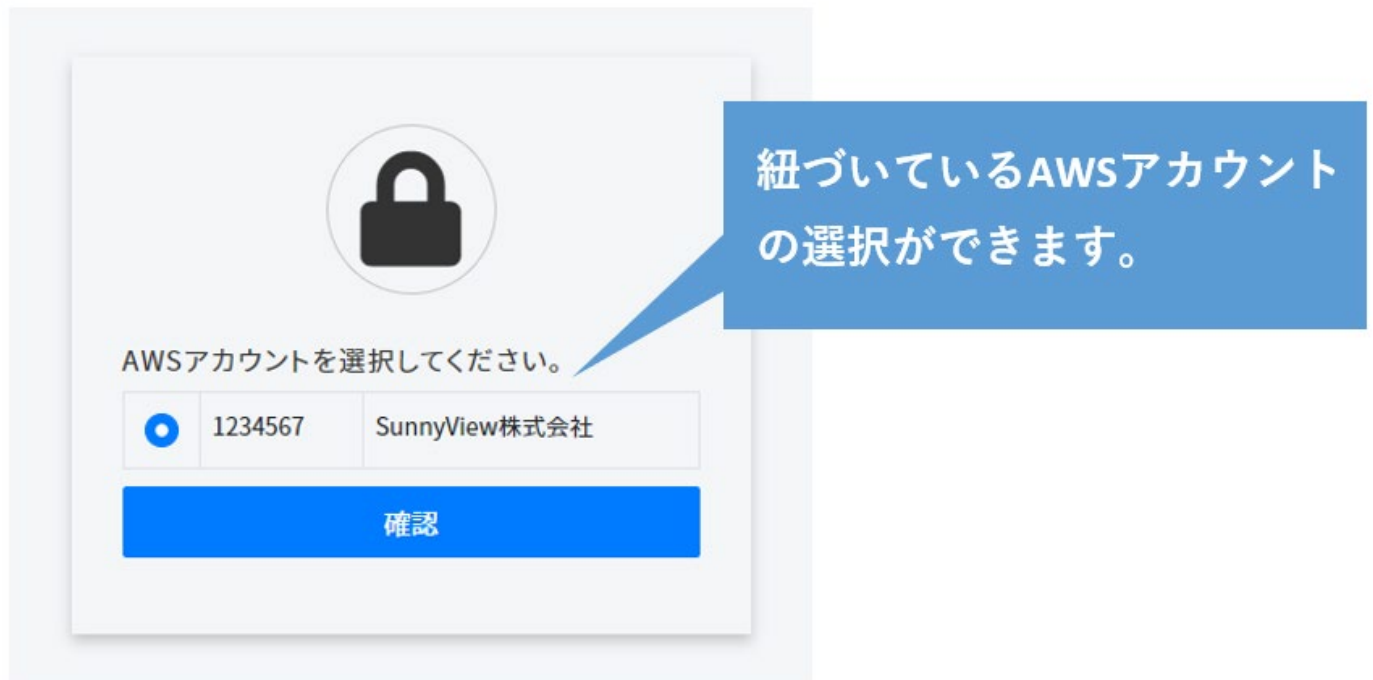 紐づいているAWSアカウント
の選択ができます。
AWSアカウントを選択してください。
1234567 SunnyView株式会社
確認